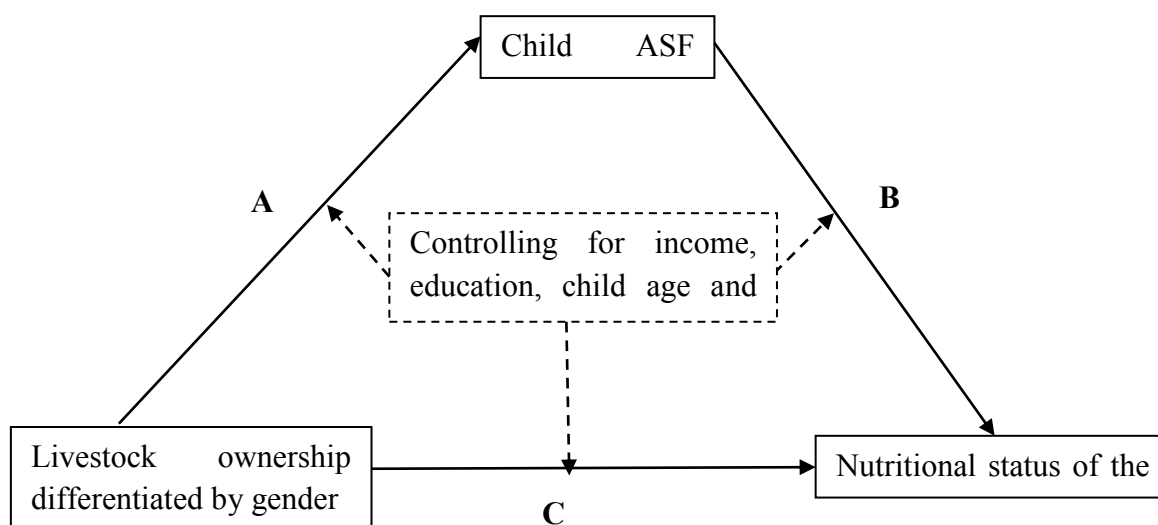 Child ASF
A
B
Controlling for income,
education, child age and
Livestock ownership
differentiated by gender
Nutritional status of the
C